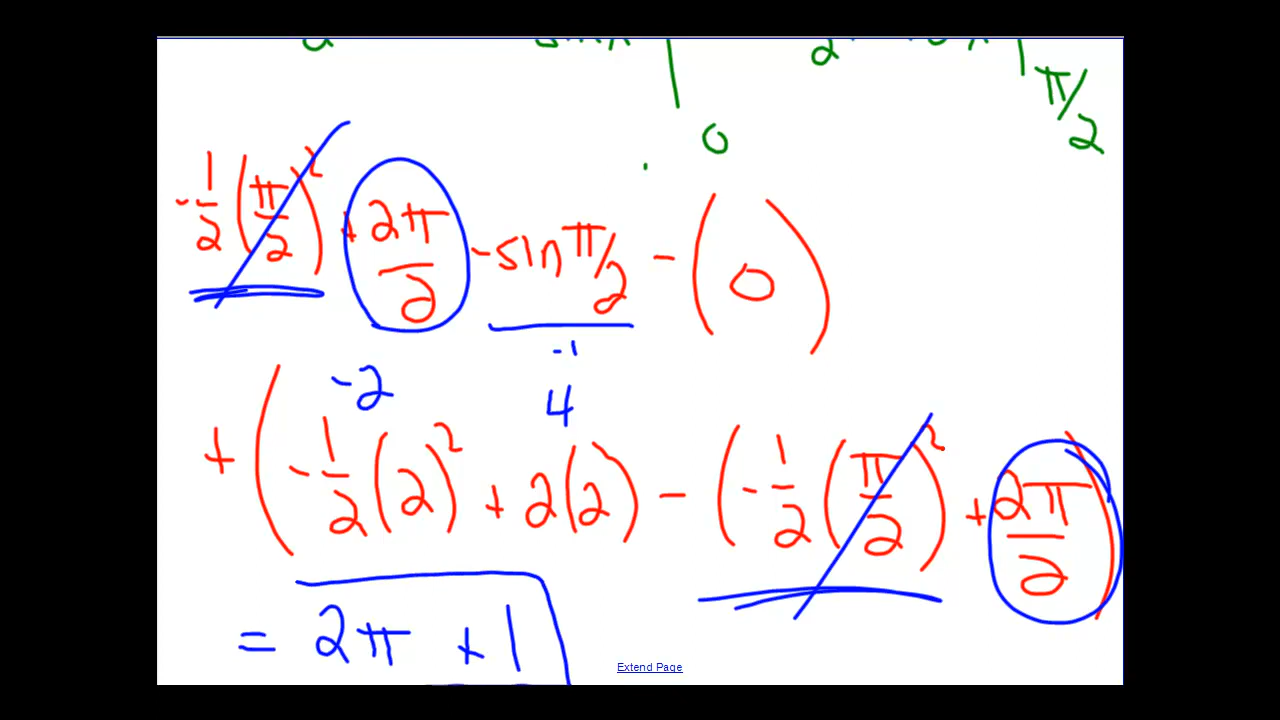 0 π/2
-1/2 (π/2)² + 2π/2 - sin π/2 - (0)
-1
-2 4
+ (-1/2 (2)² + 2(2) - (-1/2 (π/2)² + 2π/2)
= 2π + 1
Extend Page